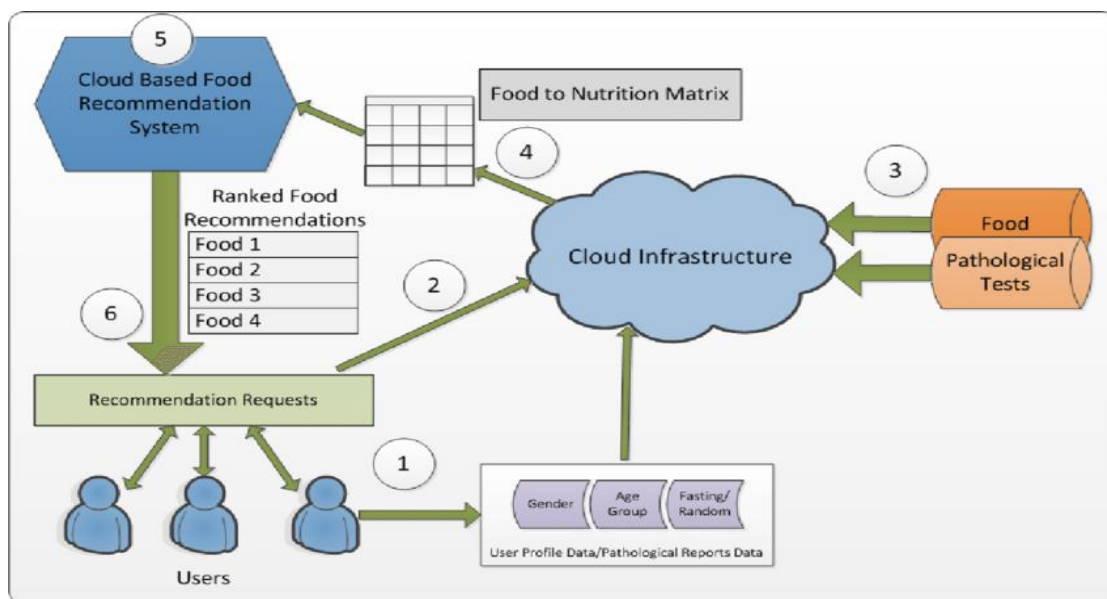 5
Cloud Based Food
Recommendation
System
Food to Nutrition Matrix
4
3
Ranked Food
Recommendations
Food 1
Food 2
Food 3
Food 4
Cloud Infrastructure
Food
Pathological
Tests
2
6
Recommendation Requests
1
Gender
Age
Group
Fasting/
Random
User Profile Data/Pathological Reports Data
Users